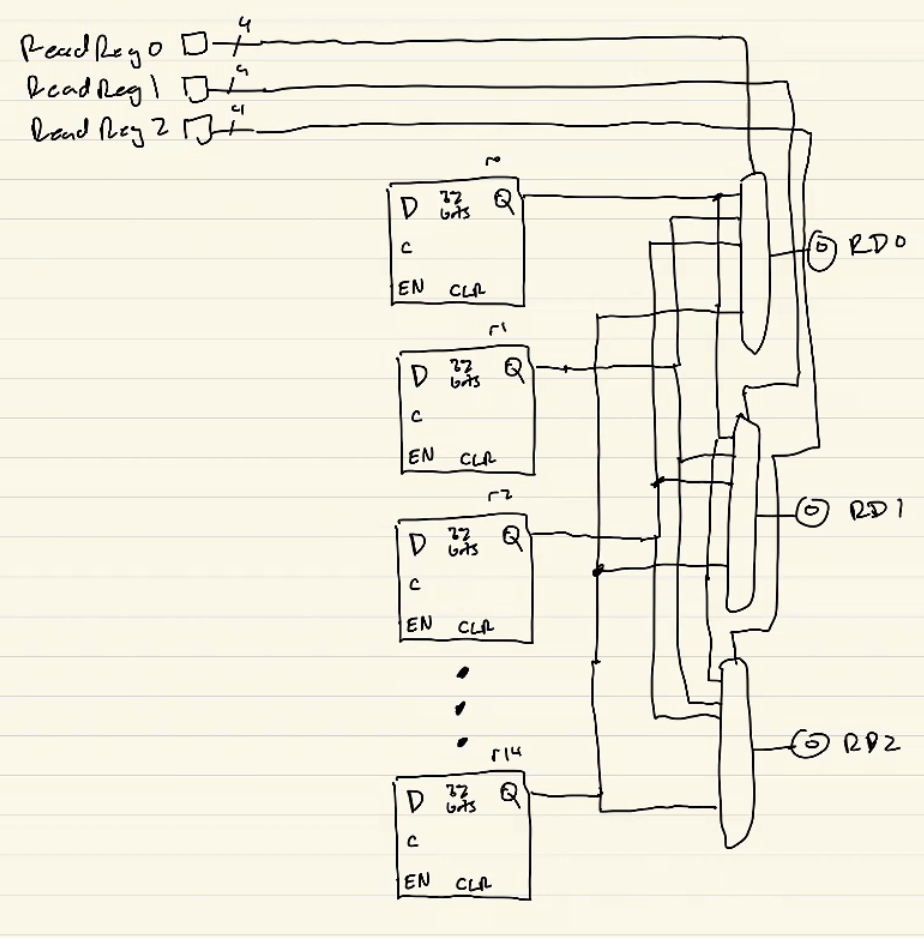 ReadReg0 4
ReadReg1 4
ReadReg2 4
r0
D 32 bits Q
C
EN CLR
RD0
r1
D 32 bits Q
C
EN CLR
r2
D 32 bits Q
C
EN CLR
RD1
r14
D 32 bits Q
C
EN CLR
RD2